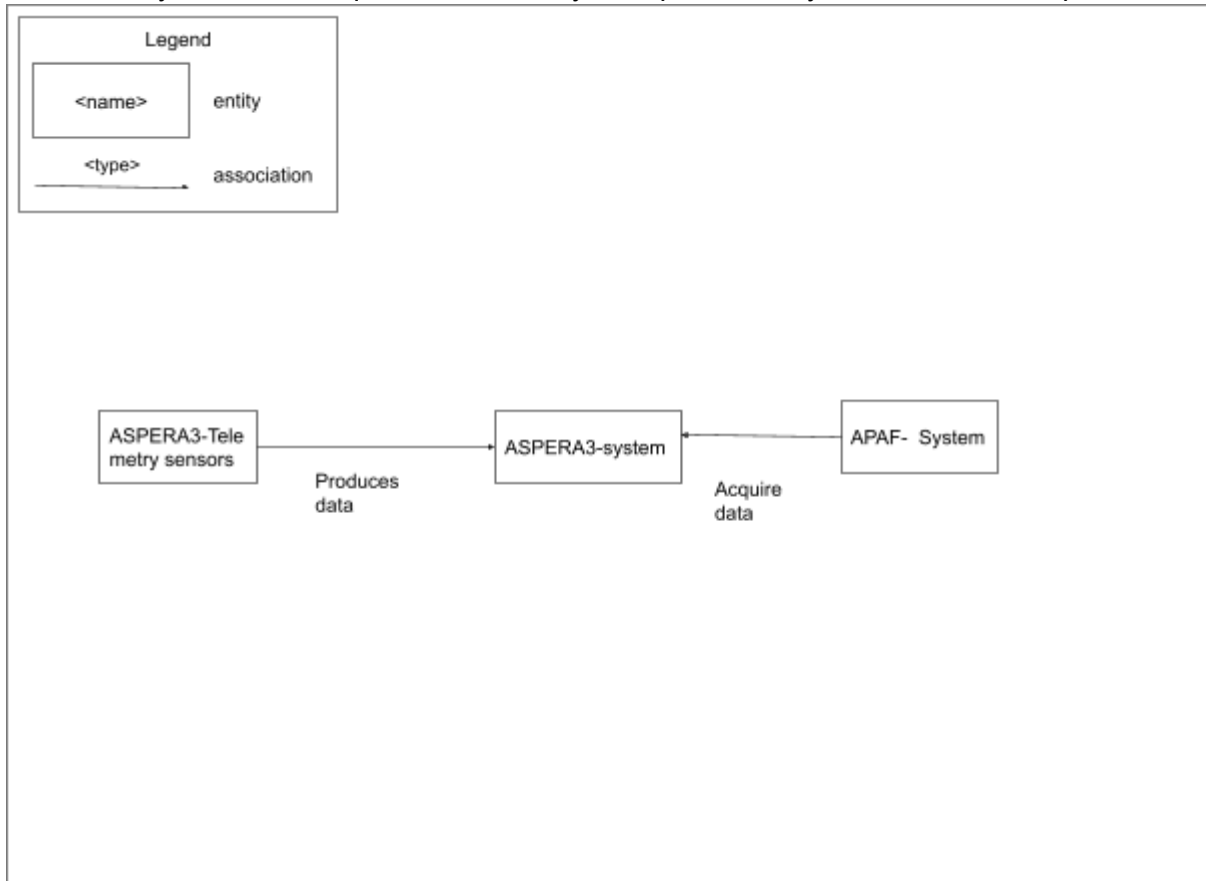 Legend
<name>
entity
<type>
association
ASPERA3-Tele
metry sensors
Produces
data
ASPERA3-system
Acquire
data
APAF- System